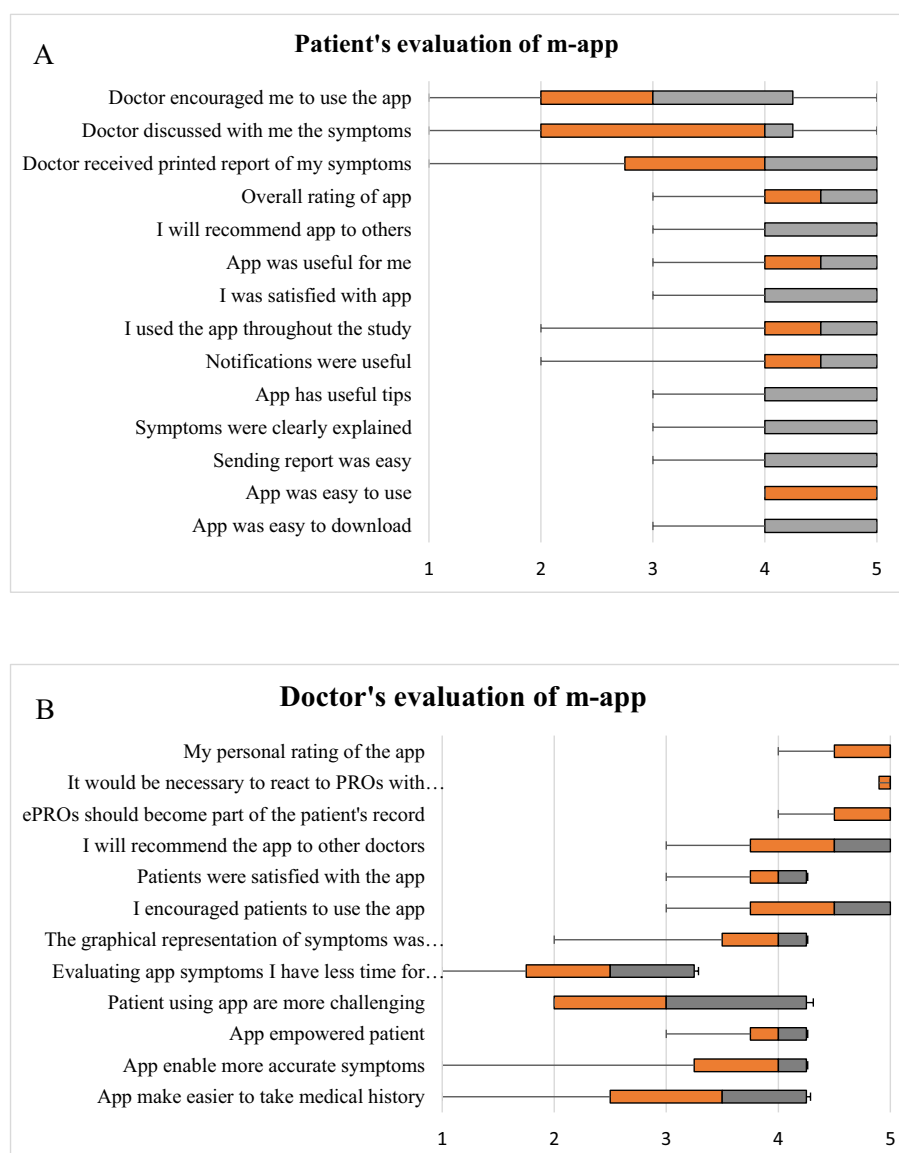 A
Patient's evaluation of m-app
Doctor encouraged me to use the app
Doctor discussed with me the symptoms
Doctor received printed report of my symptoms
Overall rating of app
I will recommend app to others
App was useful for me
I was satisfied with app
I used the app throughout the study
Notifications were useful
App has useful tips
Symptoms were clearly explained
Sending report was easy
App was easy to use
App was easy to download
1 2 3 4 5
B
Doctor's evaluation of m-app
My personal rating of the app
It would be necessary to react to PROs with…
ePROs should become part of the patient's record
I will recommend the app to other doctors
Patients were satisfied with the app
I encouraged patients to use the app
The graphical representation of symptoms was…
Evaluating app symptoms I have less time for…
Patient using app are more challenging
App empowered patient
App enable more accurate symptoms
App make easier to take medical history
1 2 3 4 5